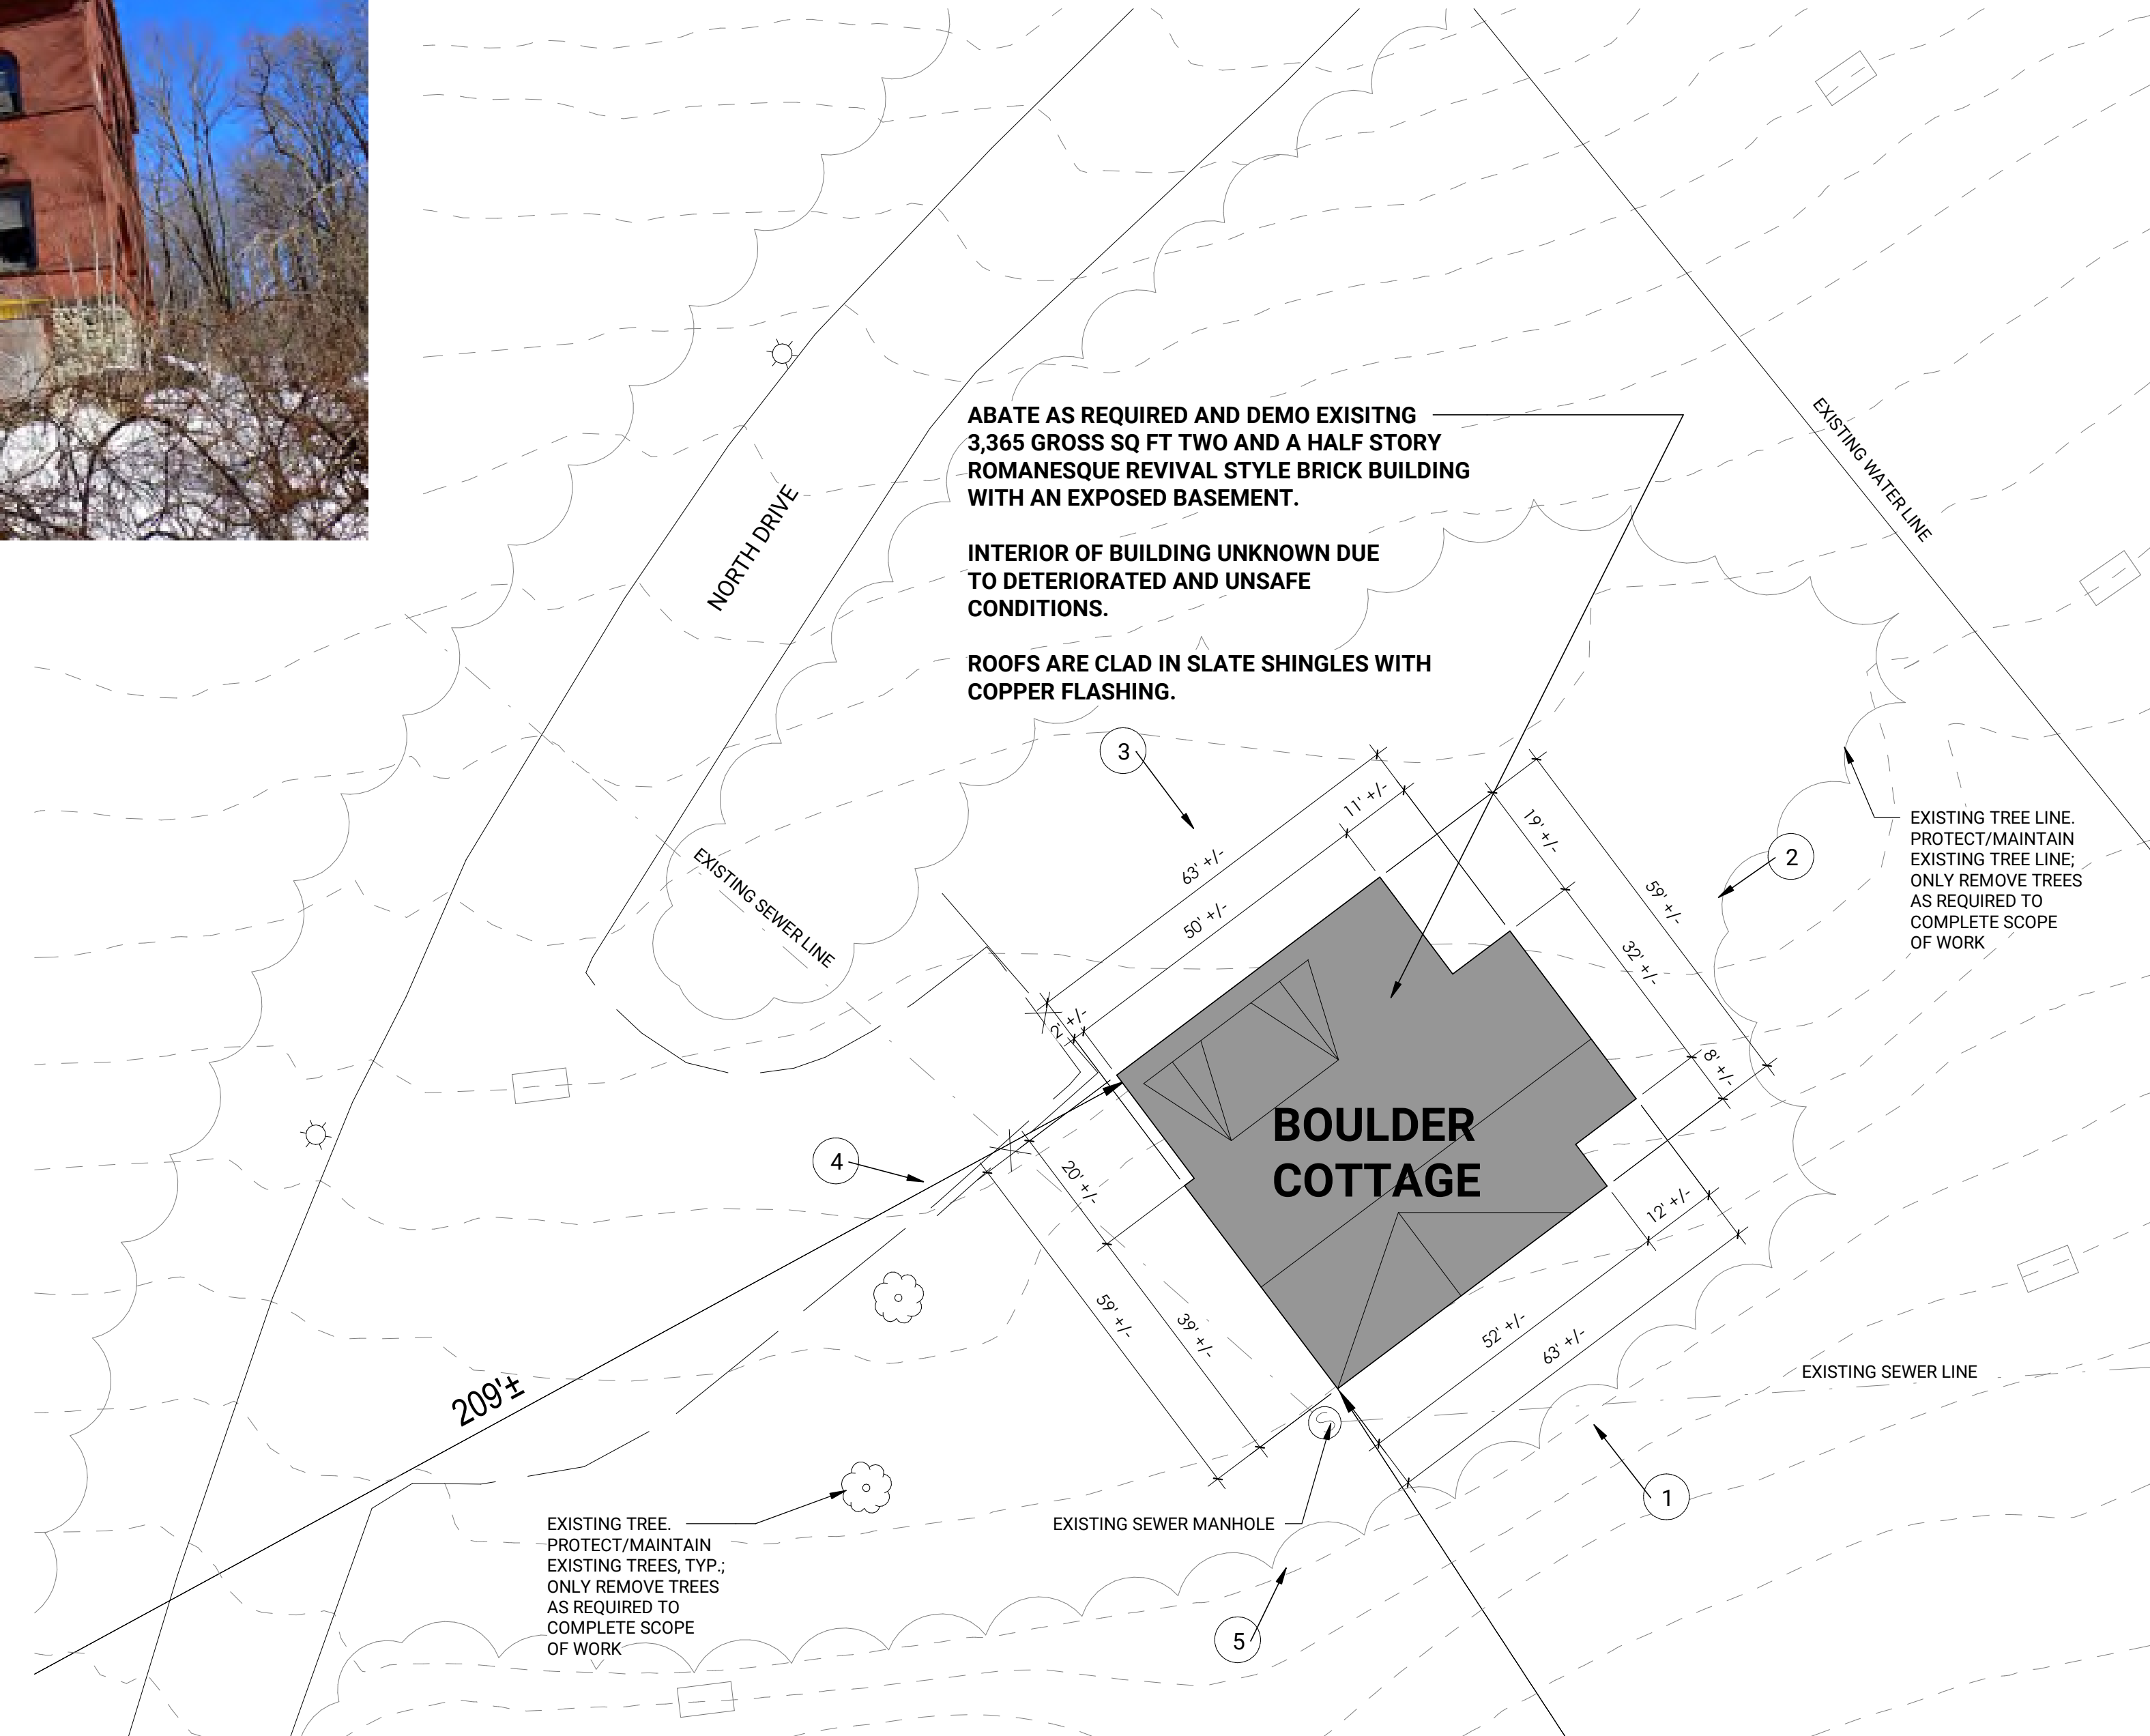 ABATE AS REQUIRED AND DEMO EXISITNG
3,365 GROSS SQ FT TWO AND A HALF STORY
ROMANESQUE REVIVAL STYLE BRICK BUILDING
WITH AN EXPOSED BASEMENT.
INTERIOR OF BUILDING UNKNOWN DUE
TO DETERIORATED AND UNSAFE
CONDITIONS.
ROOFS ARE CLAD IN SLATE SHINGLES WITH
COPPER FLASHING.
NORTH DRIVE
EXISTING WATER LINE
3
11' +/-
19' +/-
63' +/-
50' +/-
59' +/-
32' +/-
2
EXISTING TREE LINE.
PROTECT/MAINTAIN
EXISTING TREE LINE;
ONLY REMOVE TREES
AS REQUIRED TO
COMPLETE SCOPE
OF WORK
EXISTING SEWER LINE
2' +/-
8' +/-
BOULDER
COTTAGE
4
20' +/-
12' +/-
59' +/-
39' +/-
52' +/-
63' +/-
209'±
EXISTING SEWER LINE
S
1
EXISTING TREE.
PROTECT/MAINTAIN
EXISTING TREES, TYP.;
ONLY REMOVE TREES
AS REQUIRED TO
COMPLETE SCOPE
OF WORK
EXISTING SEWER MANHOLE
5